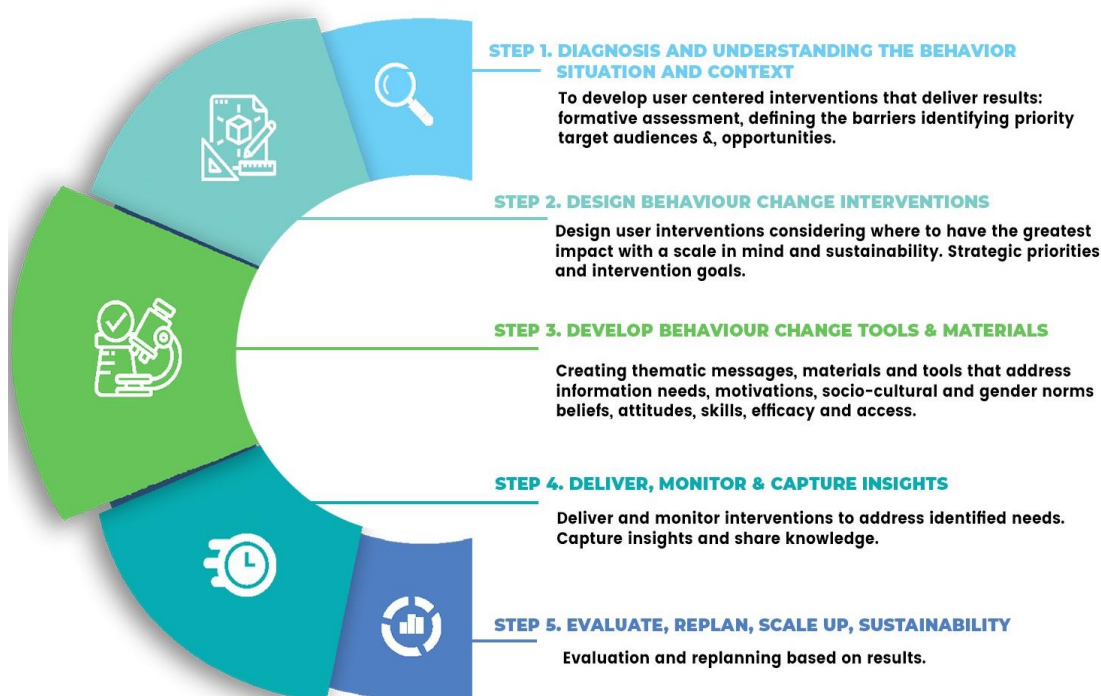 STEP 1. DIAGNOSIS AND UNDERSTANDING THE BEHAVIOR
SITUATION AND CONTEXT
To develop user centered interventions that deliver results:
formative assessment, defining the barriers identifying priority
target audiences &, opportunities.
STEP 2. DESIGN BEHAVIOUR CHANGE INTERVENTIONS
Design user interventions considering where to have the greatest
impact with a scale in mind and sustainability. Strategic priorities
and intervention goals.
STEP 3. DEVELOP BEHAVIOUR CHANGE TOOLS & MATERIALS
Creating thematic messages, materials and tools that address
information needs, motivations, socio-cultural and gender norms
beliefs, attitudes, skills, efficacy and access.
STEP 4. DELIVER, MONITOR & CAPTURE INSIGHTS
Deliver and monitor interventions to address identified needs.
Capture insights and share knowledge.
STEP 5. EVALUATE, REPLAN, SCALE UP, SUSTAINABILITY
Evaluation and replanning based on results.